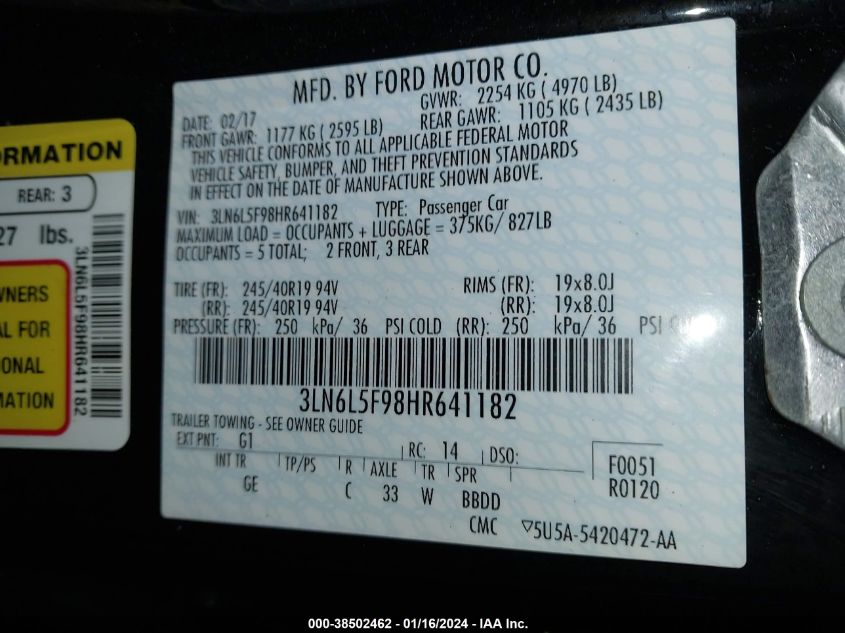 MFD. BY FORD MOTOR CO.
DATE: 02/17 GVWR: 2254 KG ( 4970 LB)
FRONT GAWR: 1177 KG ( 2595 LB) REAR GAWR: 1105 KG ( 2435 LB)
THIS VEHICLE CONFORMS TO ALL APPLICABLE FEDERAL MOTOR
VEHICLE SAFETY, BUMPER, AND THEFT PREVENTION STANDARDS
IN EFFECT ON THE DATE OF MANUFACTURE SHOWN ABOVE.
VIN: 3LN6L5F98HR641182 TYPE: Passenger Car
MAXIMUM LOAD = OCCUPANTS + LUGGAGE = 375KG/ 827LB
OCCUPANTS = 5 TOTAL; 2 FRONT, 3 REAR
TIRE (FR): 245/40R19 94V RIMS (FR): 19x8.0J
(RR): 245/40R19 94V (RR): 19x8.0J
PRESSURE (FR): 250 kPa/ 36 PSI COLD (RR): 250 kPa/ 36 PSI
3LN6L5F98HR641182
TRAILER TOWING - SEE OWNER GUIDE
EXT PNT: G1 RC: 14 DSO:
INT TR TP/PS R AXLE TR SPR
GE C 33 W BBDD
F0051
R0120
CMC ▽5U5A-5420472-AA
ORMATION
REAR: 3
27 lbs.
WNERS
AL FOR
IONAL
MATION
3LN6L5F98HR641182
000-38502462 - 01/16/2024 - IAA Inc.